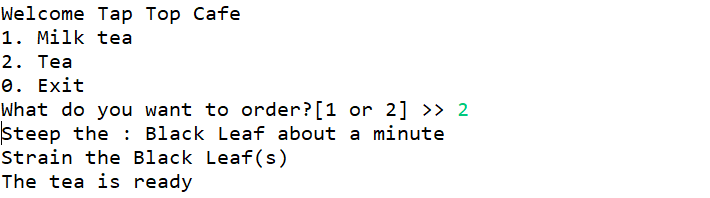 Welcome Tap Top Cafe
1. Milk tea
2. Tea
0. Exit
What do you want to order?[1 or 2] >> 2
Steep the : Black Leaf about a minute
Strain the Black Leaf(s)
The tea is ready